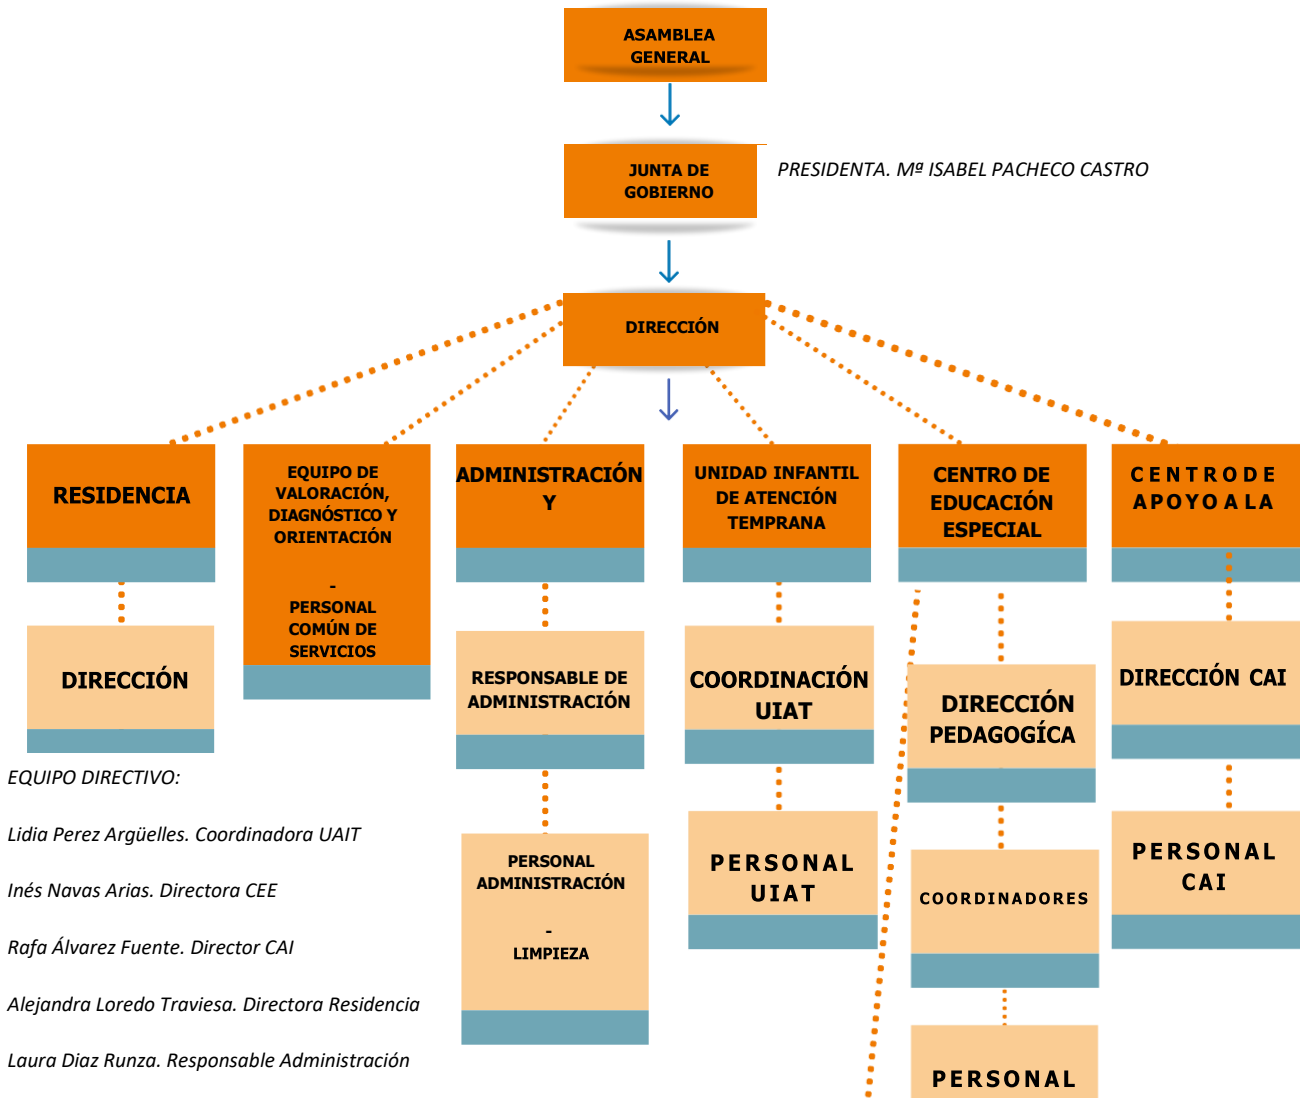 ASAMBLEA
GENERAL
JUNTA DE
GOBIERNO
PRESIDENTA. Mª ISABEL PACHECO CASTRO
DIRECCIÓN
RESIDENCIA
EQUIPO DE
VALORACIÓN,
DIAGNÓSTICO Y
ORIENTACIÓN
-
PERSONAL
COMÚN DE
SERVICIOS
ADMINISTRACIÓN
Y
UNIDAD INFANTIL
DE ATENCIÓN
TEMPRANA
CENTRO DE
EDUCACIÓN
ESPECIAL
CENTRO DE
APOYO A LA
DIRECCIÓN
RESPONSABLE DE
ADMINISTRACIÓN
COORDINACIÓN
UIAT
DIRECCIÓN
PEDAGOGÍCA
DIRECCIÓN CAI
PERSONAL
ADMINISTRACIÓN
-
LIMPIEZA
PERSONAL
UIAT
COORDINADORES
PERSONAL
CAI
PERSONAL
EQUIPO DIRECTIVO:
Lidia Perez Argüelles. Coordinadora UAIT
Inés Navas Arias. Directora CEE
Rafa Álvarez Fuente. Director CAI
Alejandra Loredo Traviesa. Directora Residencia
Laura Diaz Runza. Responsable Administración